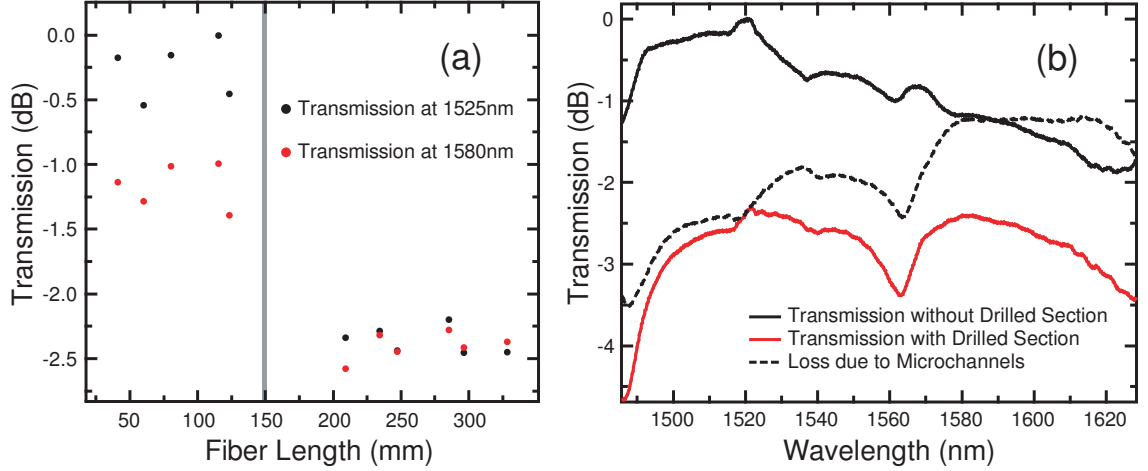 (a)
Transmission (dB)
0.0
-0.5
-1.0
-1.5
-2.0
-2.5
50 100 150 200 250 300 350
Fiber Length (mm)
Transmission at 1525nm
Transmission at 1580nm
(b)
Transmission (dB)
0
-1
-2
-3
-4
1500 1520 1540 1560 1580 1600 1620
Wavelength (nm)
Transmission without Drilled Section
Transmission with Drilled Section
Loss due to Microchannels